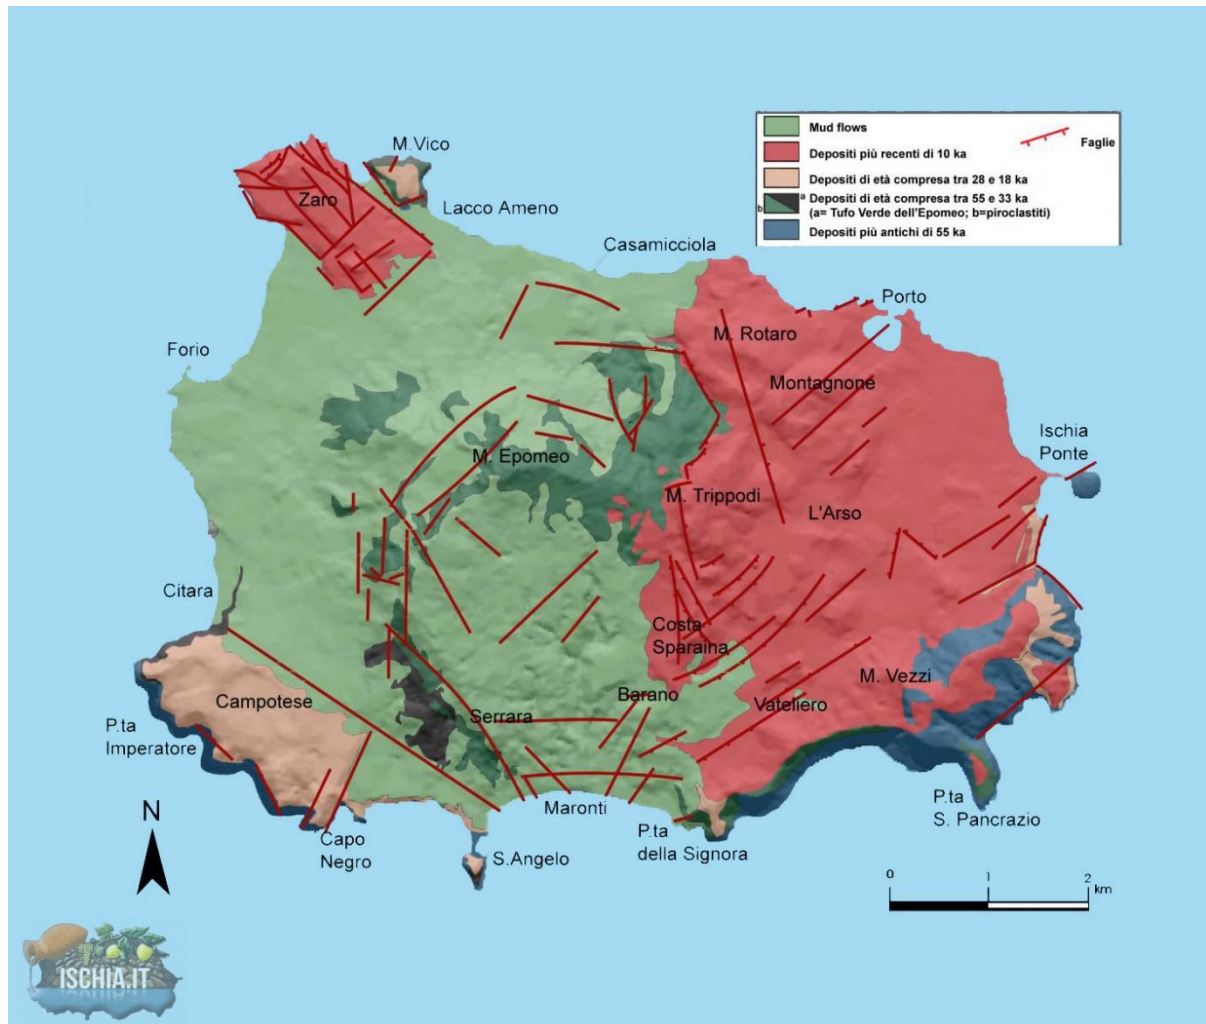 Mud flows
Faglie
Depositi più recenti di 10 ka
Depositi di età compresa tra 28 e 18 ka
a
b
Depositi di età compresa tra 55 e 33 ka
(a= Tufo Verde dell'Epomeo; b=piroclastiti)
Depositi più antichi di 55 ka
M.Vico
Zaro
Lacco Ameno
Casamicciola
Porto
M. Rotaro
Forio
Montagnone
Ischia
Ponte
M. Epomeo
M. Trippodi
L'Arso
Citara
Costa
Sparaina
M. Vezzi
Campotese
Barano
Vateliero
Serrara
P.ta
Imperatore
Maronti
P.ta
S. Pancrazio
N
Capo
Negro
S.Angelo
P.ta
della Signora
0 1 2
km
ISCHIA.IT